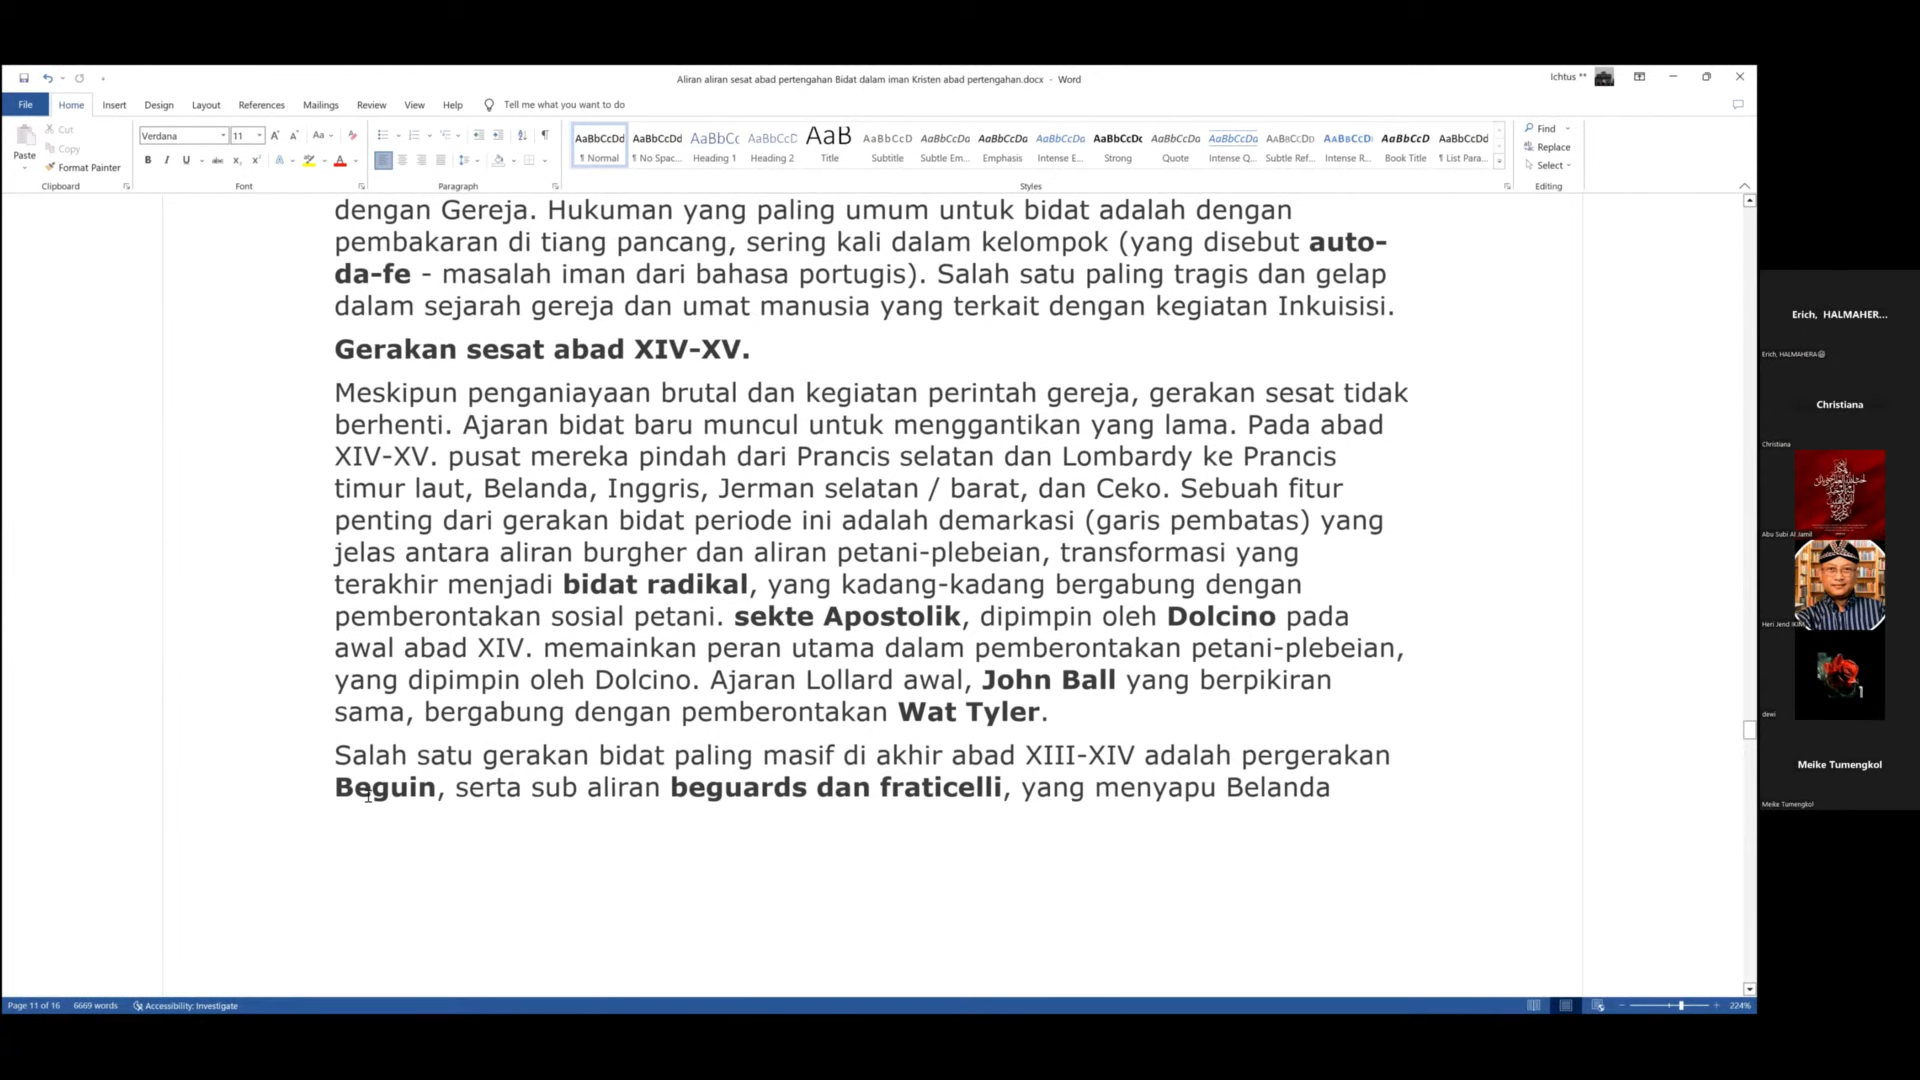 Aliran aliran sesat abad pertengahan Bidat dalam iman Kristen abad pertengahan.docx - Word
Ichtus **
File Home Insert Design Layout References Mailings Review View Help Tell me what you want to do
Paste
Cut
Copy
Format Painter
Clipboard
Verdana 11
Font
Paragraph
AaBbCcDd AaBbCcDd AaBbCc AaBbCcD AaB AaBbCcD AaBbCcDa AaBbCcDa AaBbCcDa AaBbCcDc AaBbCcDa AaBbCcDa AABBCCDD AABBCCDI AaBbCcD AaBbCcDd
¶ Normal ¶ No Spac... Heading 1 Heading 2 Title Subtitle Subtle Em... Emphasis Intense E... Strong Quote Intense Q... Subtle Ref... Intense R... Book Title ¶ List Para...
Styles
Find
Replace
Select
Editing
dengan Gereja. Hukuman yang paling umum untuk bidat adalah dengan
pembakaran di tiang pancang, sering kali dalam kelompok (yang disebut auto-
da-fe - masalah iman dari bahasa portugis). Salah satu paling tragis dan gelap
dalam sejarah gereja dan umat manusia yang terkait dengan kegiatan Inkuisisi.
Gerakan sesat abad XIV-XV.
Meskipun penganiayaan brutal dan kegiatan perintah gereja, gerakan sesat tidak
berhenti. Ajaran bidat baru muncul untuk menggantikan yang lama. Pada abad
XIV-XV. pusat mereka pindah dari Prancis selatan dan Lombardy ke Prancis
timur laut, Belanda, Inggris, Jerman selatan / barat, dan Ceko. Sebuah fitur
penting dari gerakan bidat periode ini adalah demarkasi (garis pembatas) yang
jelas antara aliran burgher dan aliran petani-plebeian, transformasi yang
terakhir menjadi bidat radikal, yang kadang-kadang bergabung dengan
pemberontakan sosial petani. sekte Apostolik, dipimpin oleh Dolcino pada
awal abad XIV. memainkan peran utama dalam pemberontakan petani-plebeian,
yang dipimpin oleh Dolcino. Ajaran Lollard awal, John Ball yang berpikiran
sama, bergabung dengan pemberontakan Wat Tyler.
Salah satu gerakan bidat paling masif di akhir abad XIII-XIV adalah pergerakan
Beguin, serta sub aliran beguards dan fraticelli, yang menyapu Belanda
Page 11 of 16 6669 words Accessibility: Investigate
224%
Erich, HALMAHER...
Erich, HALMAHERA
Christiana
Christiana
Abu Subi Al Jamil
Heri Jend IKIM
dewi
Meike Tumengkol
Meike Tumengkol